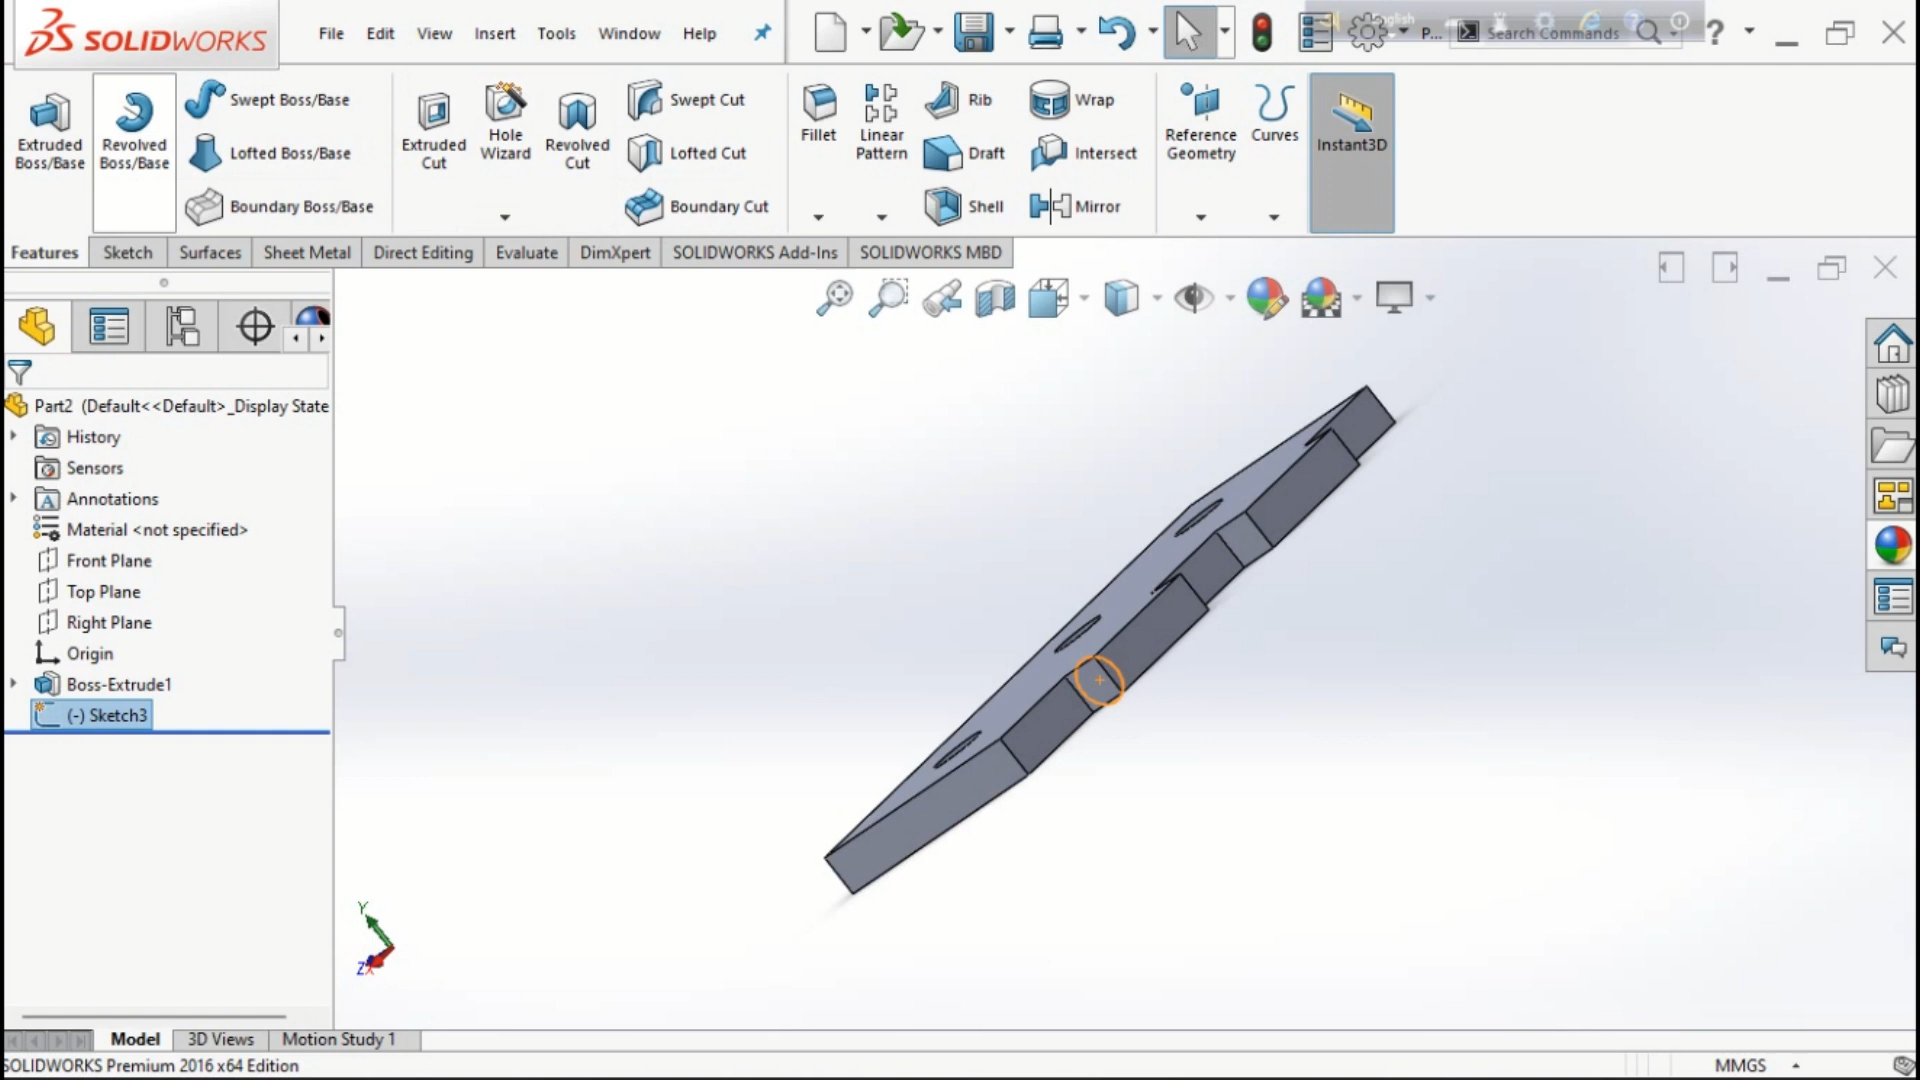 SOLIDWORKS
File Edit View Insert Tools Window Help
English
P...
Search Commands
?
Extruded Boss/Base
Revolved Boss/Base
Swept Boss/Base
Lofted Boss/Base
Boundary Boss/Base
Extruded Cut
Hole Wizard
Revolved Cut
Swept Cut
Lofted Cut
Boundary Cut
Fillet
Linear Pattern
Rib
Draft
Shell
Wrap
Intersect
Mirror
Reference Geometry
Curves
Instant3D
Features Sketch Surfaces Sheet Metal Direct Editing Evaluate DimXpert SOLIDWORKS Add-Ins SOLIDWORKS MBD
Part2 (Default<<Default>_Display State
History
Sensors
Annotations
Material <not specified>
Front Plane
Top Plane
Right Plane
Origin
Boss-Extrude1
(-) Sketch3
Y
Z X
Model 3D Views Motion Study 1
SOLIDWORKS Premium 2016 x64 Edition
MMGS